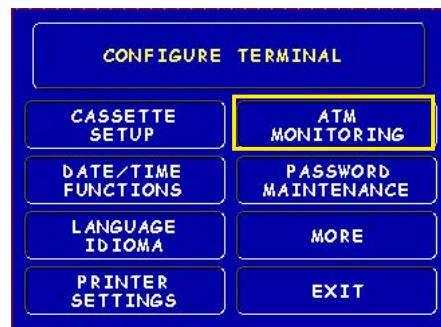 CONFIGURE TERMINAL
CASSETTE
SETUP
ATM
MONITORING
DATE/TIME
FUNCTIONS
PASSWORD
MAINTENANCE
LANGUAGE
IDIOMA
MORE
PRINTER
SETTINGS
EXIT